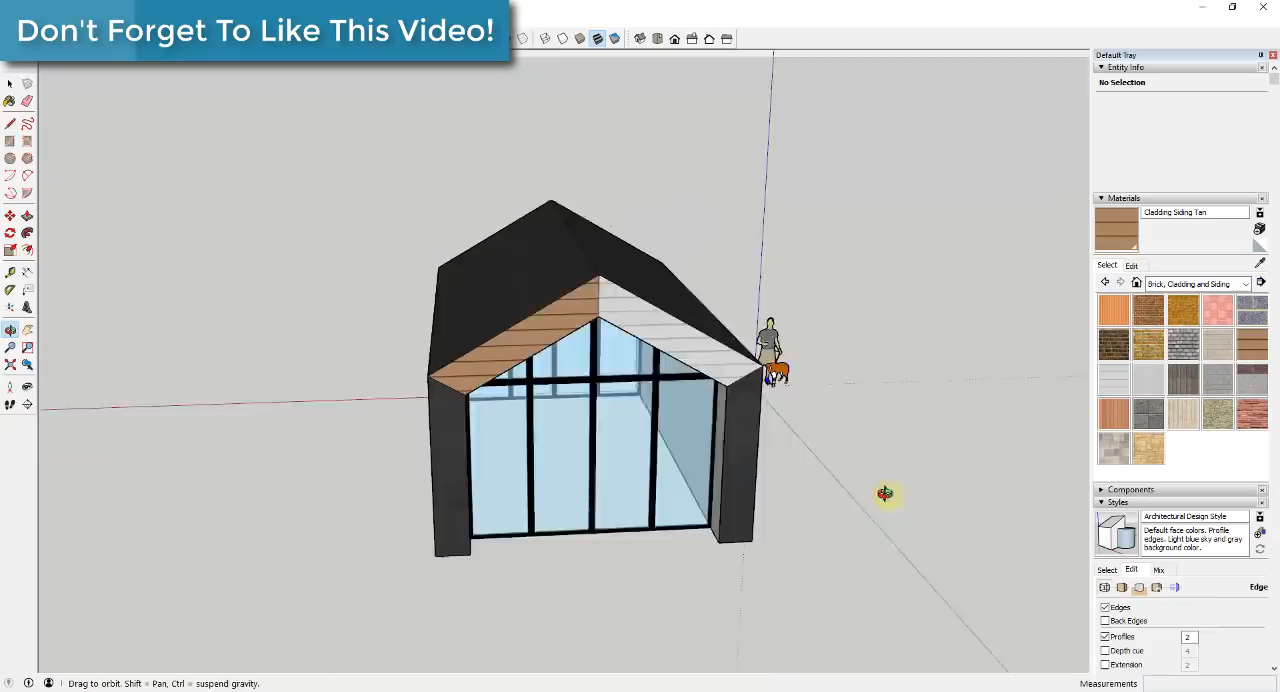 Don't Forget To Like This Video!
Default Tray
Entity Info
No Selection
Materials
Cladding Siding Tan
Select
Edit
Brick, Cladding and Siding
Components
Styles
Architectural Design Style
Default face colors. Profile
edges. Light blue sky and gray
background color.
Select
Edit
Mix
Edge
Edges
Back Edges
Profiles
2
Depth cue
4
Extension
2
Drag to orbit. Shift = Pan, Ctrl = suspend gravity.
Measurements